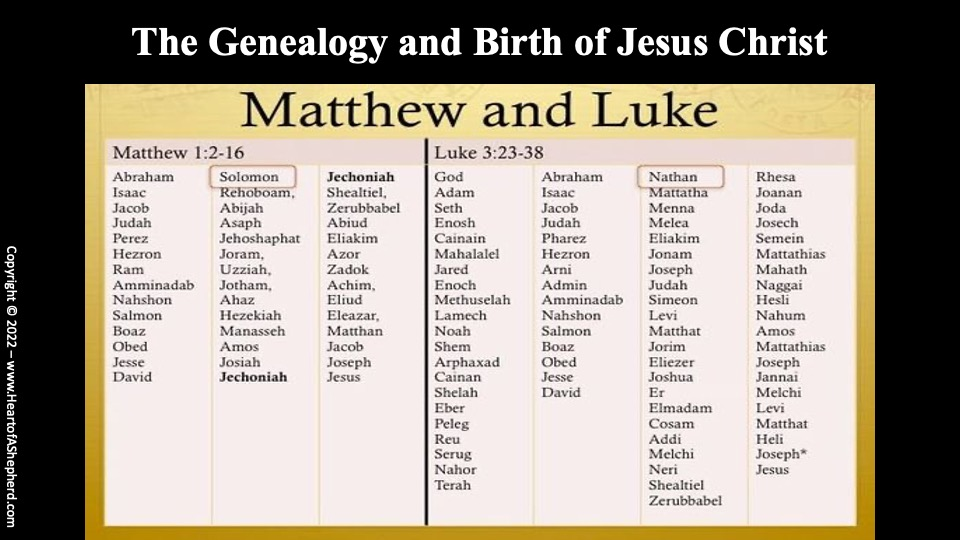 The Genealogy and Birth of Jesus Christ
Matthew and Luke
Matthew 1:2-16
Abraham
Isaac
Jacob
Judah
Perez
Hezron
Ram
Amminadab
Nahshon
Salmon
Boaz
Obed
Jesse
David
Solomon
Rehoboam,
Abijah
Asaph
Jehoshaphat
Joram,
Uzziah,
Jotham,
Ahaz
Hezekiah
Manasseh
Amos
Josiah
Jechoniah
Jechoniah
Shealtiel,
Zerubbabel
Abiud
Eliakim
Azor
Zadok
Achim,
Eliud
Eleazar,
Matthan
Jacob
Joseph
Jesus
Luke 3:23-38
God
Adam
Seth
Enosh
Cainain
Mahalalel
Jared
Enoch
Methuselah
Lamech
Noah
Shem
Arphaxad
Cainan
Shelah
Eber
Peleg
Reu
Serug
Nahor
Terah
Abraham
Isaac
Jacob
Judah
Pharez
Hezron
Arni
Admin
Amminadab
Nahshon
Salmon
Boaz
Obed
Jesse
David
Nathan
Mattatha
Menna
Melea
Eliakim
Jonam
Joseph
Judah
Simeon
Levi
Matthat
Jorim
Eliezer
Joshua
Er
Elmadam
Cosam
Addi
Melchi
Neri
Shealtiel
Zerubbabel
Rhesa
Joanan
Joda
Josech
Semein
Mattathias
Mahath
Naggai
Hesli
Nahum
Amos
Mattathias
Joseph
Jannai
Melchi
Levi
Matthat
Heli
Joseph*
Jesus
Copyright © 2022 – www.HeartofAShepherd.com